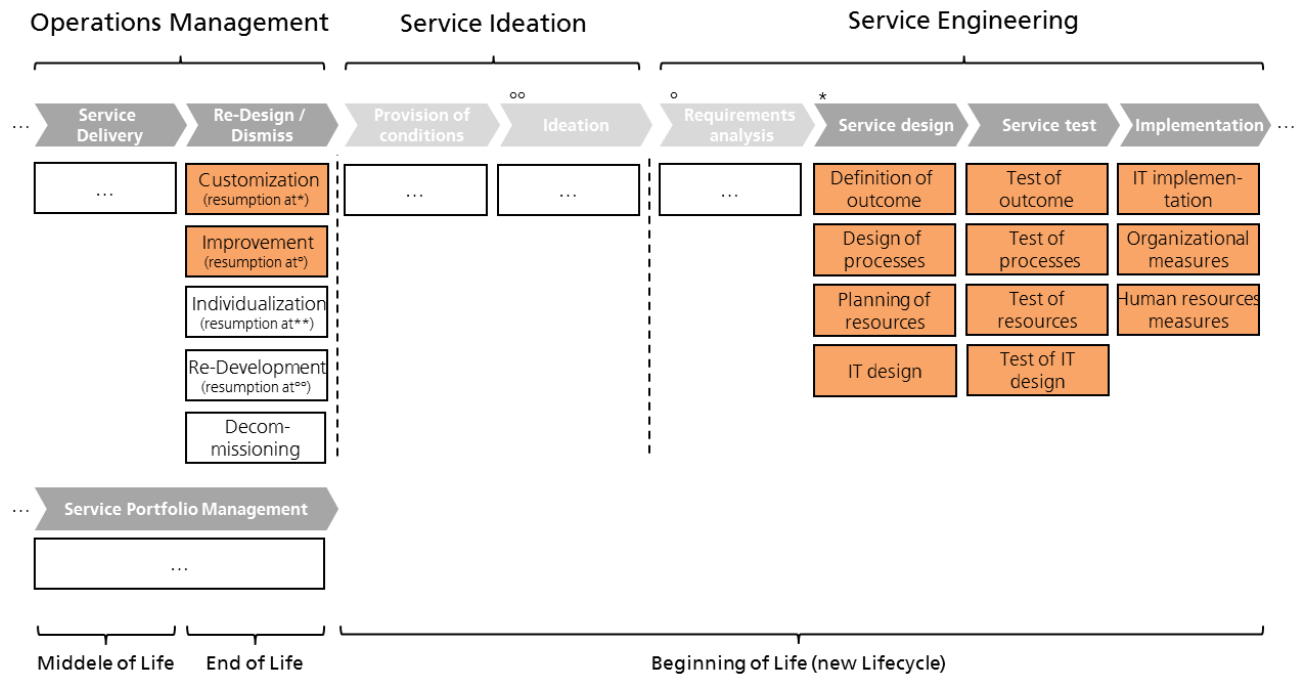 Operations Management
Service Ideation
Service Engineering
°°
°
*
...
Service
Delivery
Re-Design /
Dismiss
Provision of
conditions
Ideation
Requirements
analysis
Service design
Service test
Implementation
...
...
Customization
(resumption at*)
...
...
...
Definition of
outcome
Test of
outcome
IT implemen-
tation
Improvement
(resumption at°)
Design of
processes
Test of
processes
Organizational
measures
Individualization
(resumption at**)
Planning of
resources
Test of
resources
Human resources
measures
Re-Development
(resumption at°°)
IT design
Test of IT
design
Decom-
missioning
...
Service Portfolio Management
...
Middele of Life
End of Life
Beginning of Life (new Lifecycle)